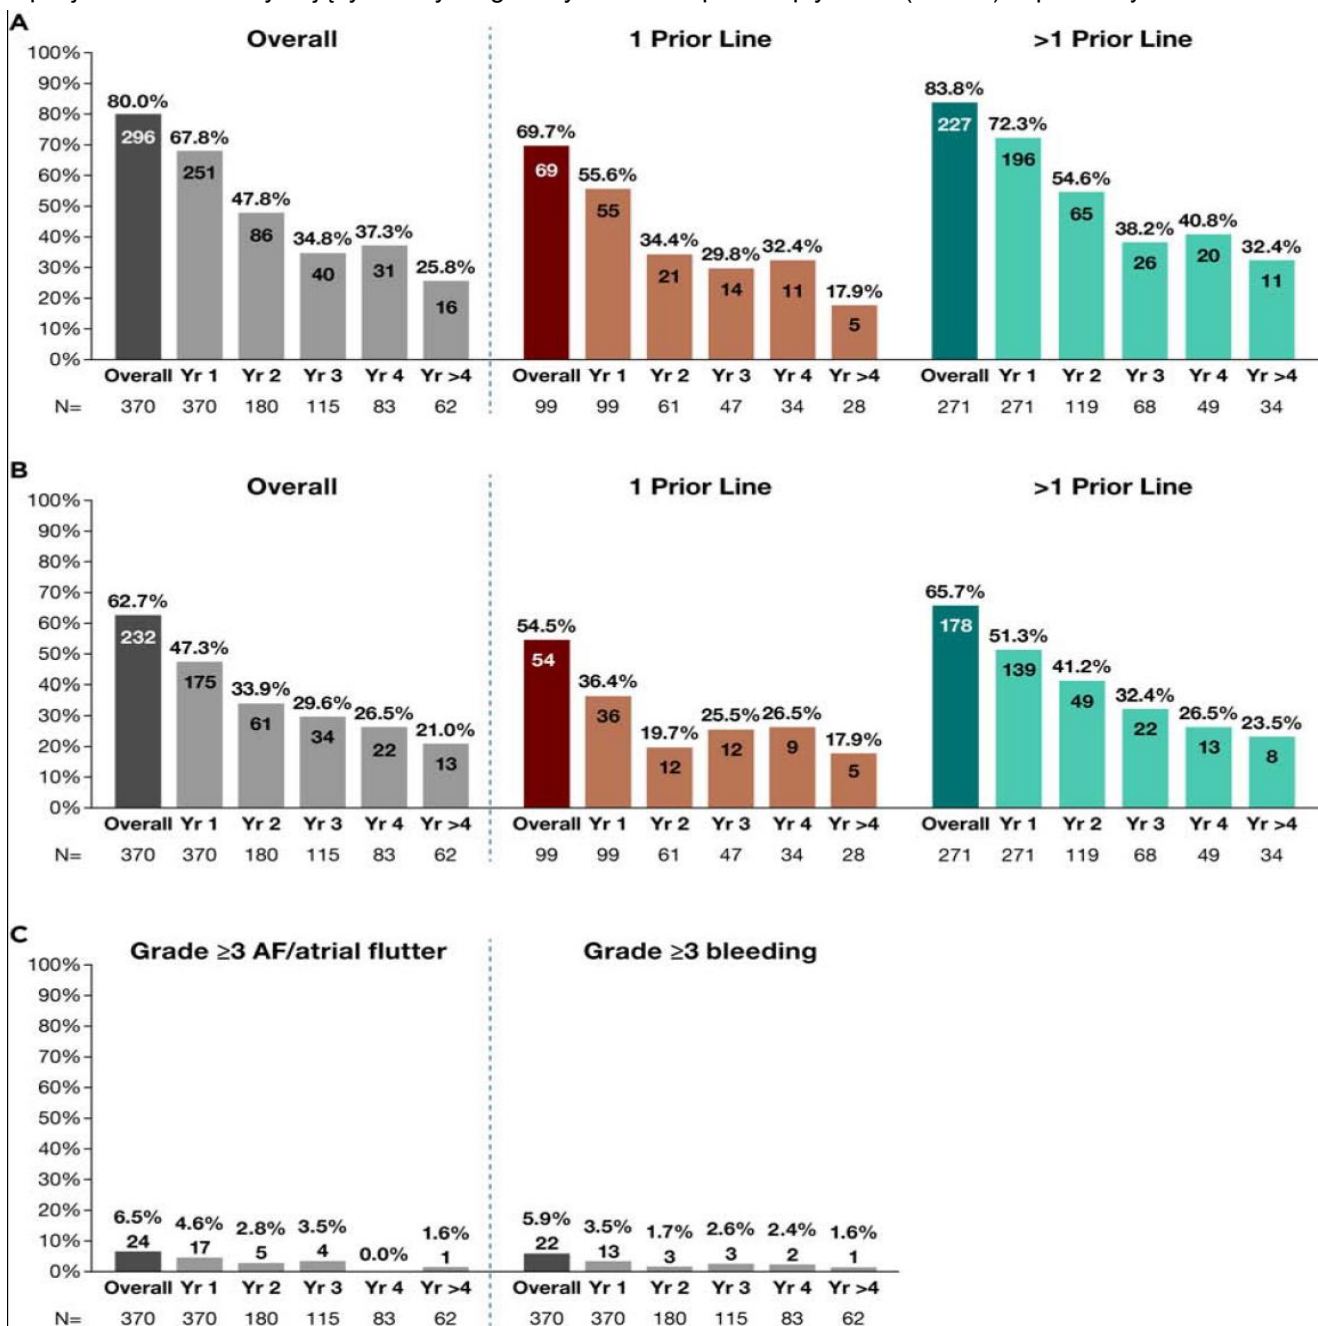 A
Overall 1 Prior Line >1 Prior Line
100%
90%
80%
70%
60%
50%
40%
30%
20%
10%
0%
80.0% 67.8% 47.8% 34.8% 37.3% 25.8%
296 251 86 40 31 16
69.7% 55.6% 34.4% 29.8% 32.4% 17.9%
69 55 21 14 11 5
83.8% 72.3% 54.6% 38.2% 40.8% 32.4%
227 196 65 26 20 11
Overall Yr 1 Yr 2 Yr 3 Yr 4 Yr >4 Overall Yr 1 Yr 2 Yr 3 Yr 4 Yr >4 Overall Yr 1 Yr 2 Yr 3 Yr 4 Yr >4
N= 370 370 180 115 83 62 99 99 61 47 34 28 271 271 119 68 49 34
B
Overall 1 Prior Line >1 Prior Line
100%
90%
80%
70%
60%
50%
40%
30%
20%
10%
0%
62.7% 47.3% 33.9% 29.6% 26.5% 21.0%
232 175 61 34 22 13
54.5% 36.4% 19.7% 25.5% 26.5% 17.9%
54 36 12 12 9 5
65.7% 51.3% 41.2% 32.4% 26.5% 23.5%
178 139 49 22 13 8
Overall Yr 1 Yr 2 Yr 3 Yr 4 Yr >4 Overall Yr 1 Yr 2 Yr 3 Yr 4 Yr >4 Overall Yr 1 Yr 2 Yr 3 Yr 4 Yr >4
N= 370 370 180 115 83 62 99 99 61 47 34 28 271 271 119 68 49 34
C
Grade ≥3 AF/atrial flutter Grade ≥3 bleeding
100%
90%
80%
70%
60%
50%
40%
30%
20%
10%
0%
6.5% 4.6% 2.8% 3.5% 0.0% 1.6%
24 17 5 4 1
5.9% 3.5% 1.7% 2.6% 2.4% 1.6%
22 13 3 3 2 1
Overall Yr 1 Yr 2 Yr 3 Yr 4 Yr >4 Overall Yr 1 Yr 2 Yr 3 Yr 4 Yr >4
N= 370 370 180 115 83 62 370 370 180 115 83 62